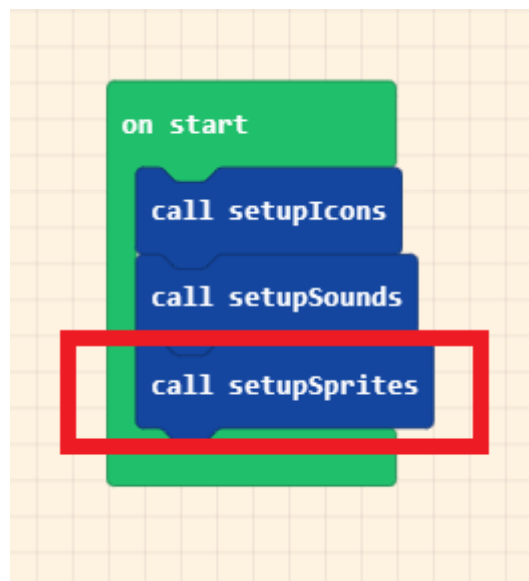 on start
call setupIcons
call setupSounds
call setupSprites